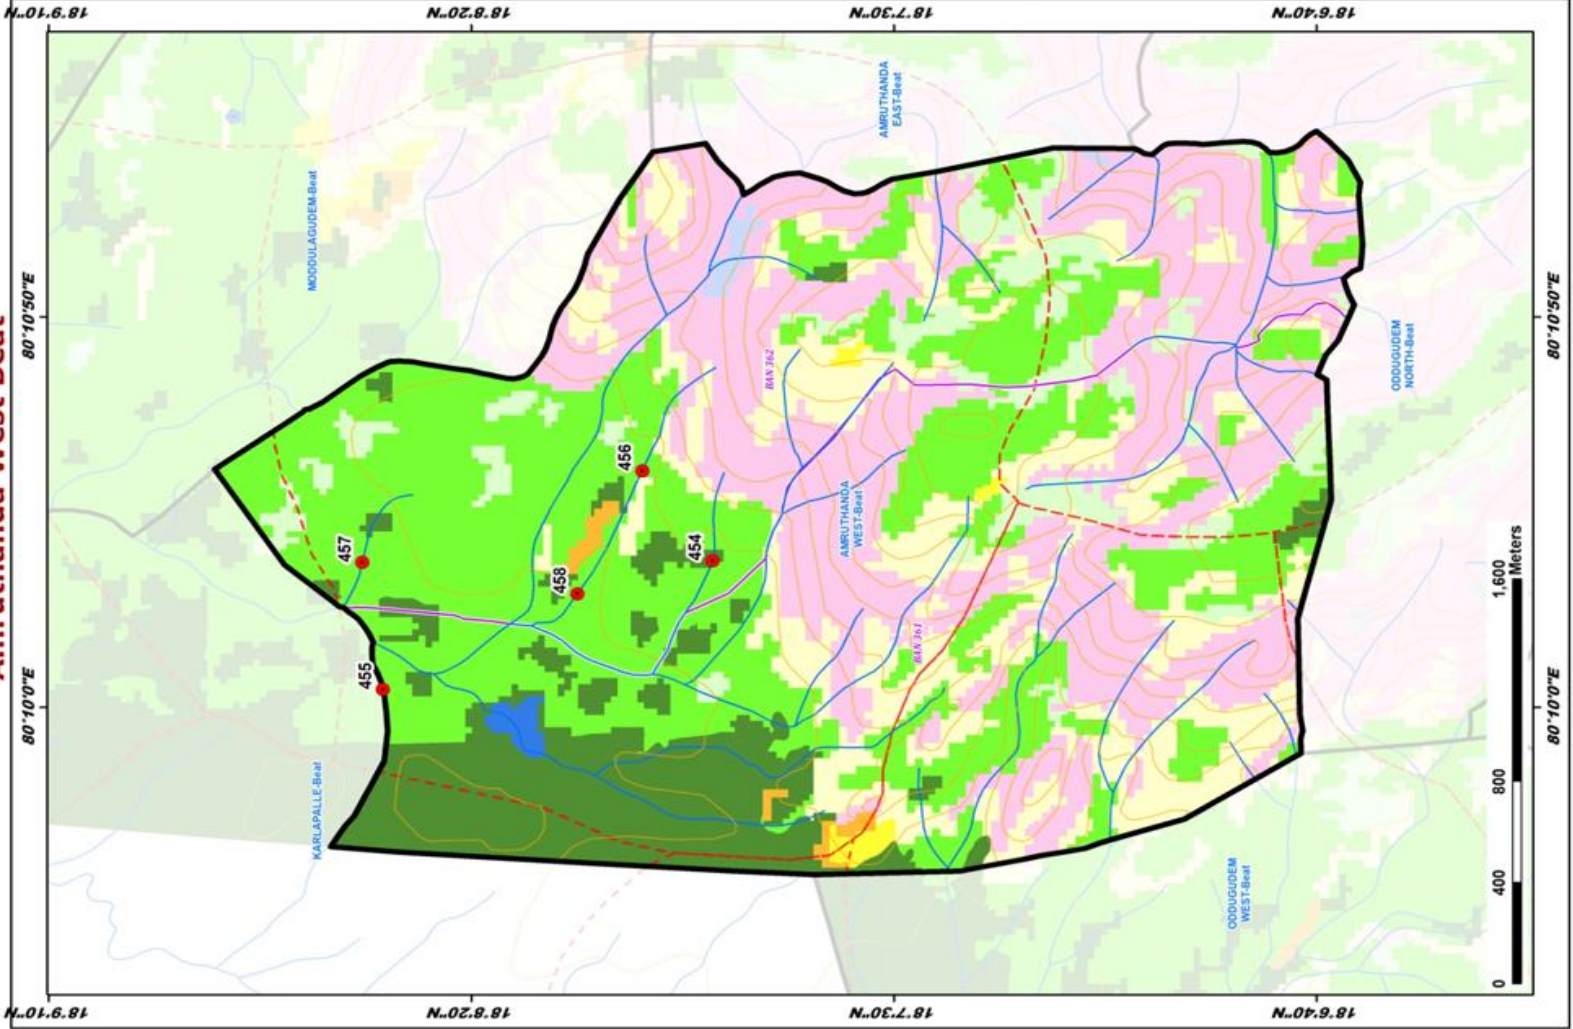 18°9'10"N
18°8'20"N
18°7'30"N
18°6'40"N
AMRUTHANDA
EAST-Beat
MODDULAGUDEM-Beat
80°10'50"E
80°10'50"E
BAN 362
ODDUGUDEM
NORTH-Beat
456
457
454
458
AMRUTHANDA
WEST-Beat
455
BAN 361
80°10'0"E
80°10'0"E
KARLAPALLE-Beat
ODDUGUDEM
WEST-Beat
0 400 800 1,600
Meters
18°9'10"N
18°8'20"N
18°7'30"N
18°6'40"N